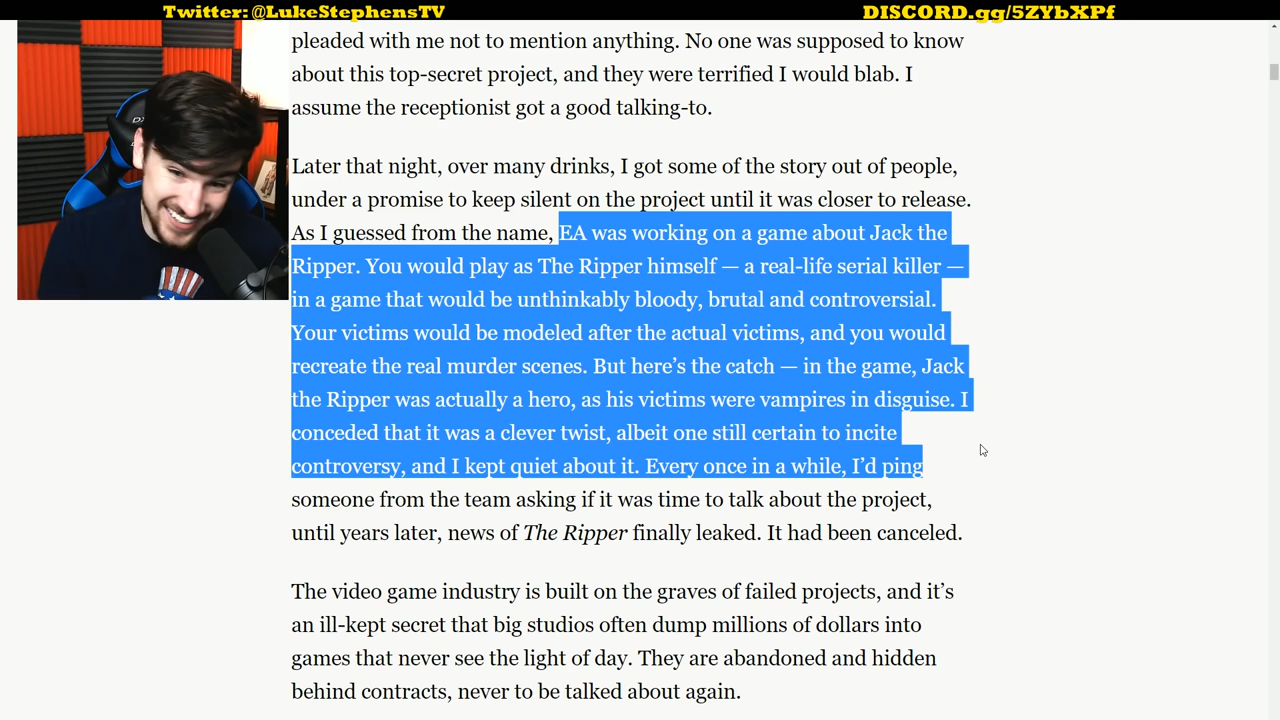 Twitter: @LukeStephensTV
DISCORD.gg/5ZYbXPf
pleaded with me not to mention anything. No one was supposed to know
about this top-secret project, and they were terrified I would blab. I
assume the receptionist got a good talking-to.
Later that night, over many drinks, I got some of the story out of people,
under a promise to keep silent on the project until it was closer to release.
As I guessed from the name, EA was working on a game about Jack the
Ripper. You would play as The Ripper himself — a real-life serial killer —
in a game that would be unthinkably bloody, brutal and controversial.
Your victims would be modeled after the actual victims, and you would
recreate the real murder scenes. But here’s the catch — in the game, Jack
the Ripper was actually a hero, as his victims were vampires in disguise. I
conceded that it was a clever twist, albeit one still certain to incite
controversy, and I kept quiet about it. Every once in a while, I’d ping
someone from the team asking if it was time to talk about the project,
until years later, news of The Ripper finally leaked. It had been canceled.
The video game industry is built on the graves of failed projects, and it’s
an ill-kept secret that big studios often dump millions of dollars into
games that never see the light of day. They are abandoned and hidden
behind contracts, never to be talked about again.